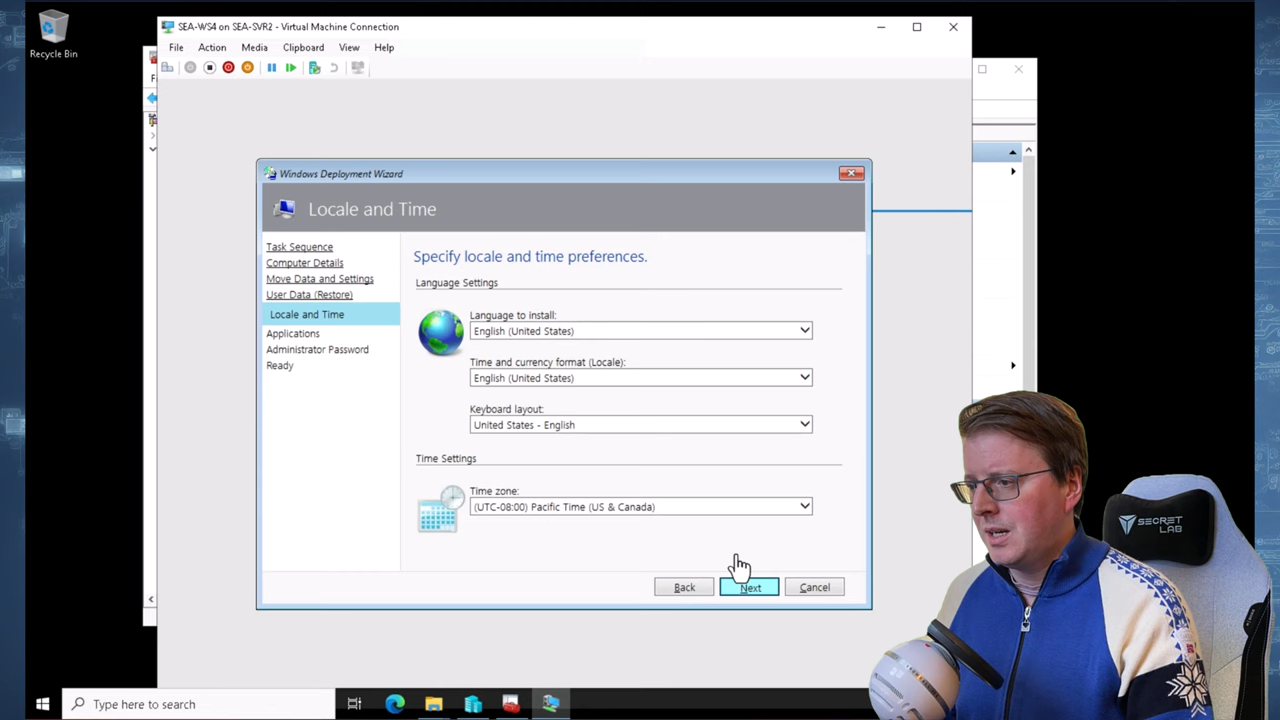 Recycle Bin
SEA-WS4 on SEA-SVR2 - Virtual Machine Connection
File Action Media Clipboard View Help
Windows Deployment Wizard
Locale and Time
Task Sequence
Computer Details
Move Data and Settings
User Data (Restore)
Locale and Time
Applications
Administrator Password
Ready
Specify locale and time preferences.
Language Settings
Language to install:
English (United States)
Time and currency format (Locale):
English (United States)
Keyboard layout:
United States - English
Time Settings
Time zone:
(UTC-08:00) Pacific Time (US & Canada)
Back Next Cancel
SECRET
LAB
Type here to search